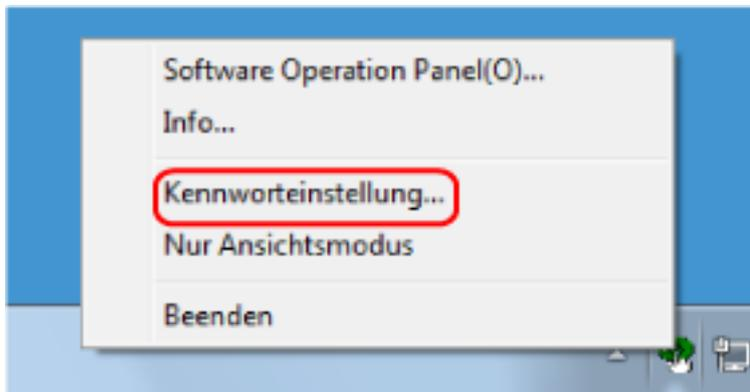 Software Operation Panel(O)...
Info...
Kennworteinstellung...
Nur Ansichtsmodus
Beenden